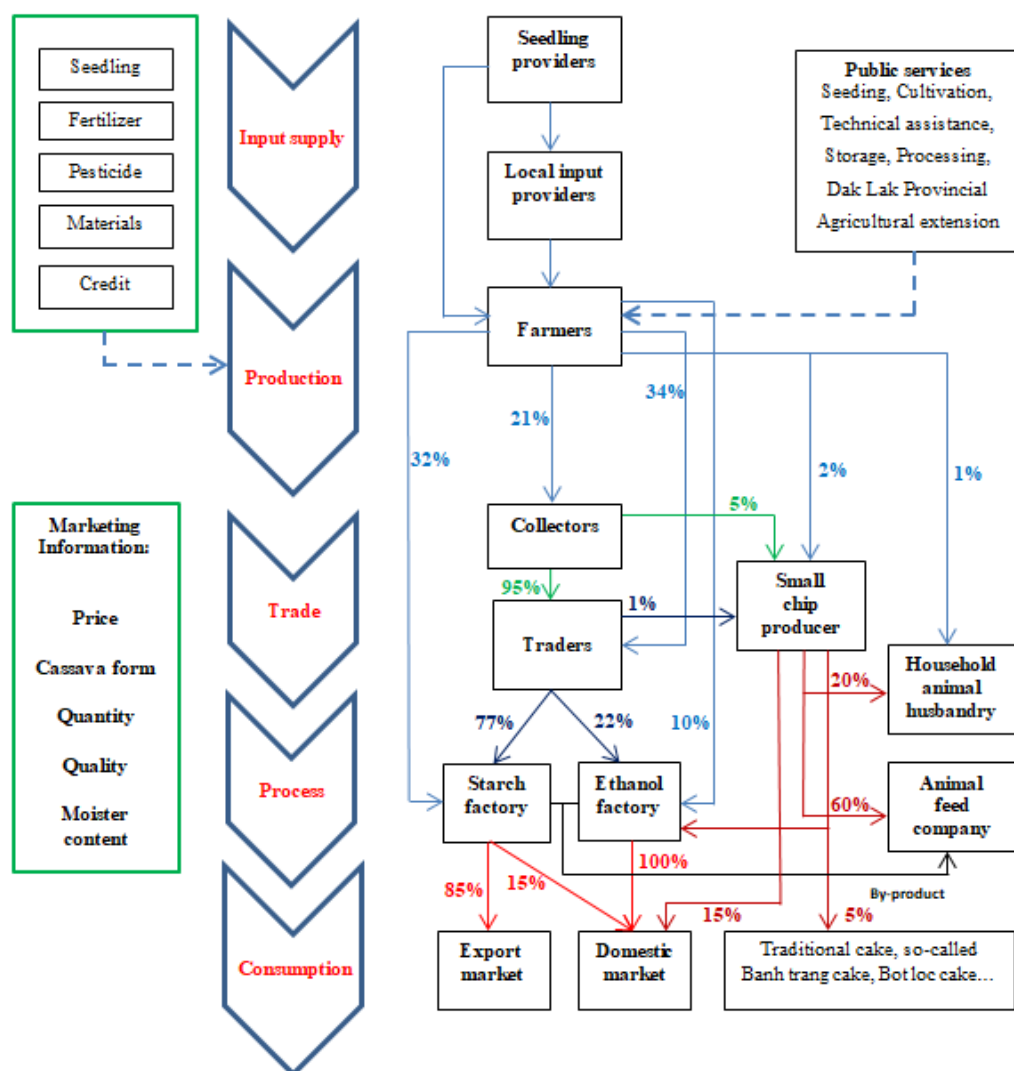 Seedling
Fertilizer
Pesticide
Materials
Credit
Input supply
Production
Trade
Process
Consumption
Marketing
Information:
Price
Cassava form
Quantity
Quality
Moister
content
Seedling
providers
Local input
providers
Public services
Seeding, Cultivation,
Technical assistance,
Storage, Processing,
Dak Lak Provincial
Agricultural extension
Farmers
21%
34%
32%
2%
1%
Collectors
5%
95%
Traders
1%
Small
chip
producer
Household
animal
husbandry
20%
77%
22%
10%
Starch
factory
Ethanol
factory
Animal
feed
company
60%
By-product
85%
15%
100%
15%
5%
Export
market
Domestic
market
Traditional cake, so-called
Banh trang cake, Bot loc cake...